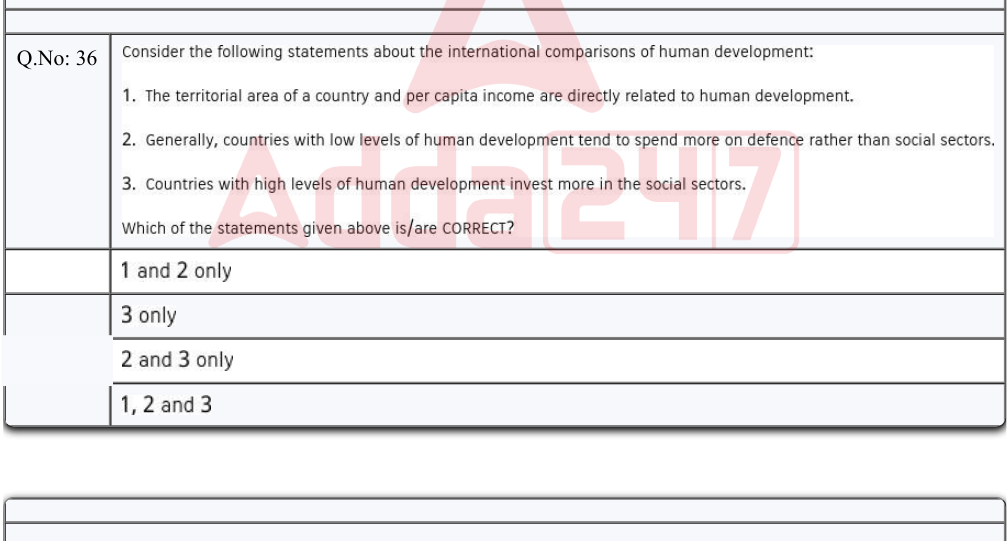 Q.No: 36
Consider the following statements about the international comparisons of human development:
1. The territorial area of a country and per capita income are directly related to human development.
2. Generally, countries with low levels of human development tend to spend more on defence rather than social sectors.
3. Countries with high levels of human development invest more in the social sectors.
Which of the statements given above is/are CORRECT?
1 and 2 only
3 only
2 and 3 only
1, 2 and 3
Adda247